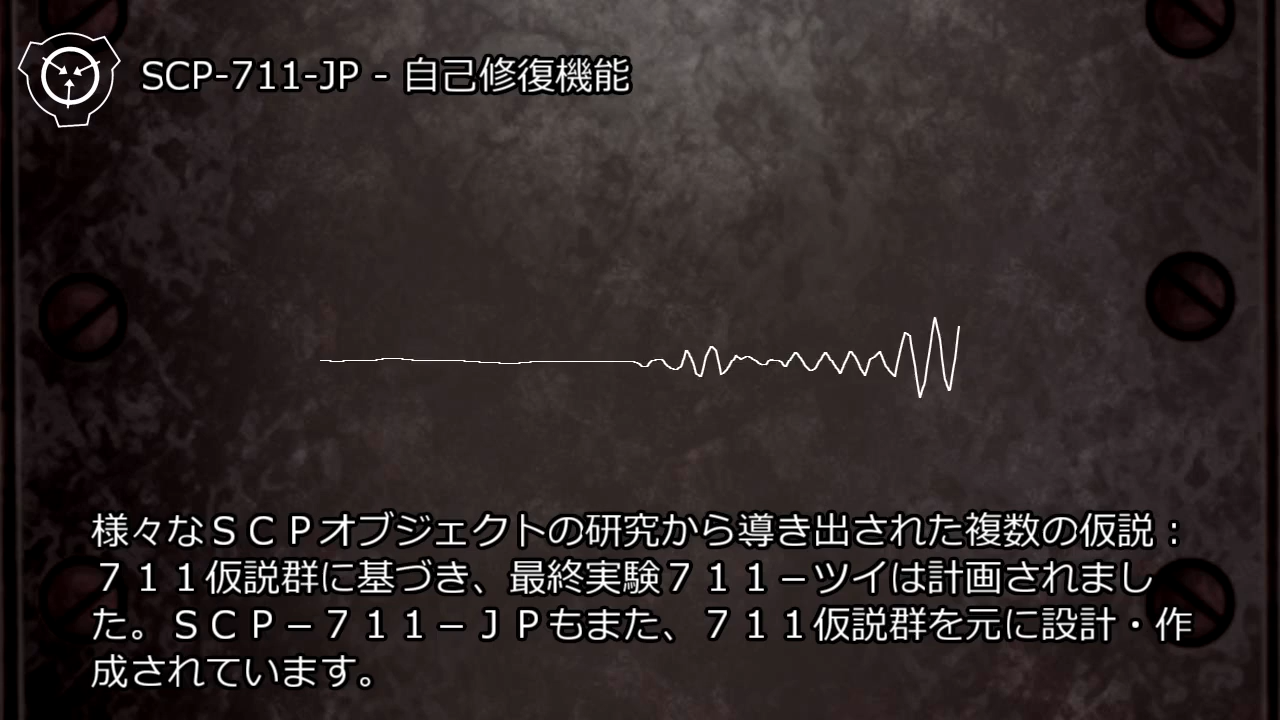 SCP-711-JP - 自己修復機能
様々なＳＣＰオブジェクトの研究から導き出された複数の仮説：
７１１仮説群に基づき、最終実験７１１－ツイは計画されまし
た。ＳＣＰ－７１１－ＪＰもまた、７１１仮説群を元に設計・作
成されています。